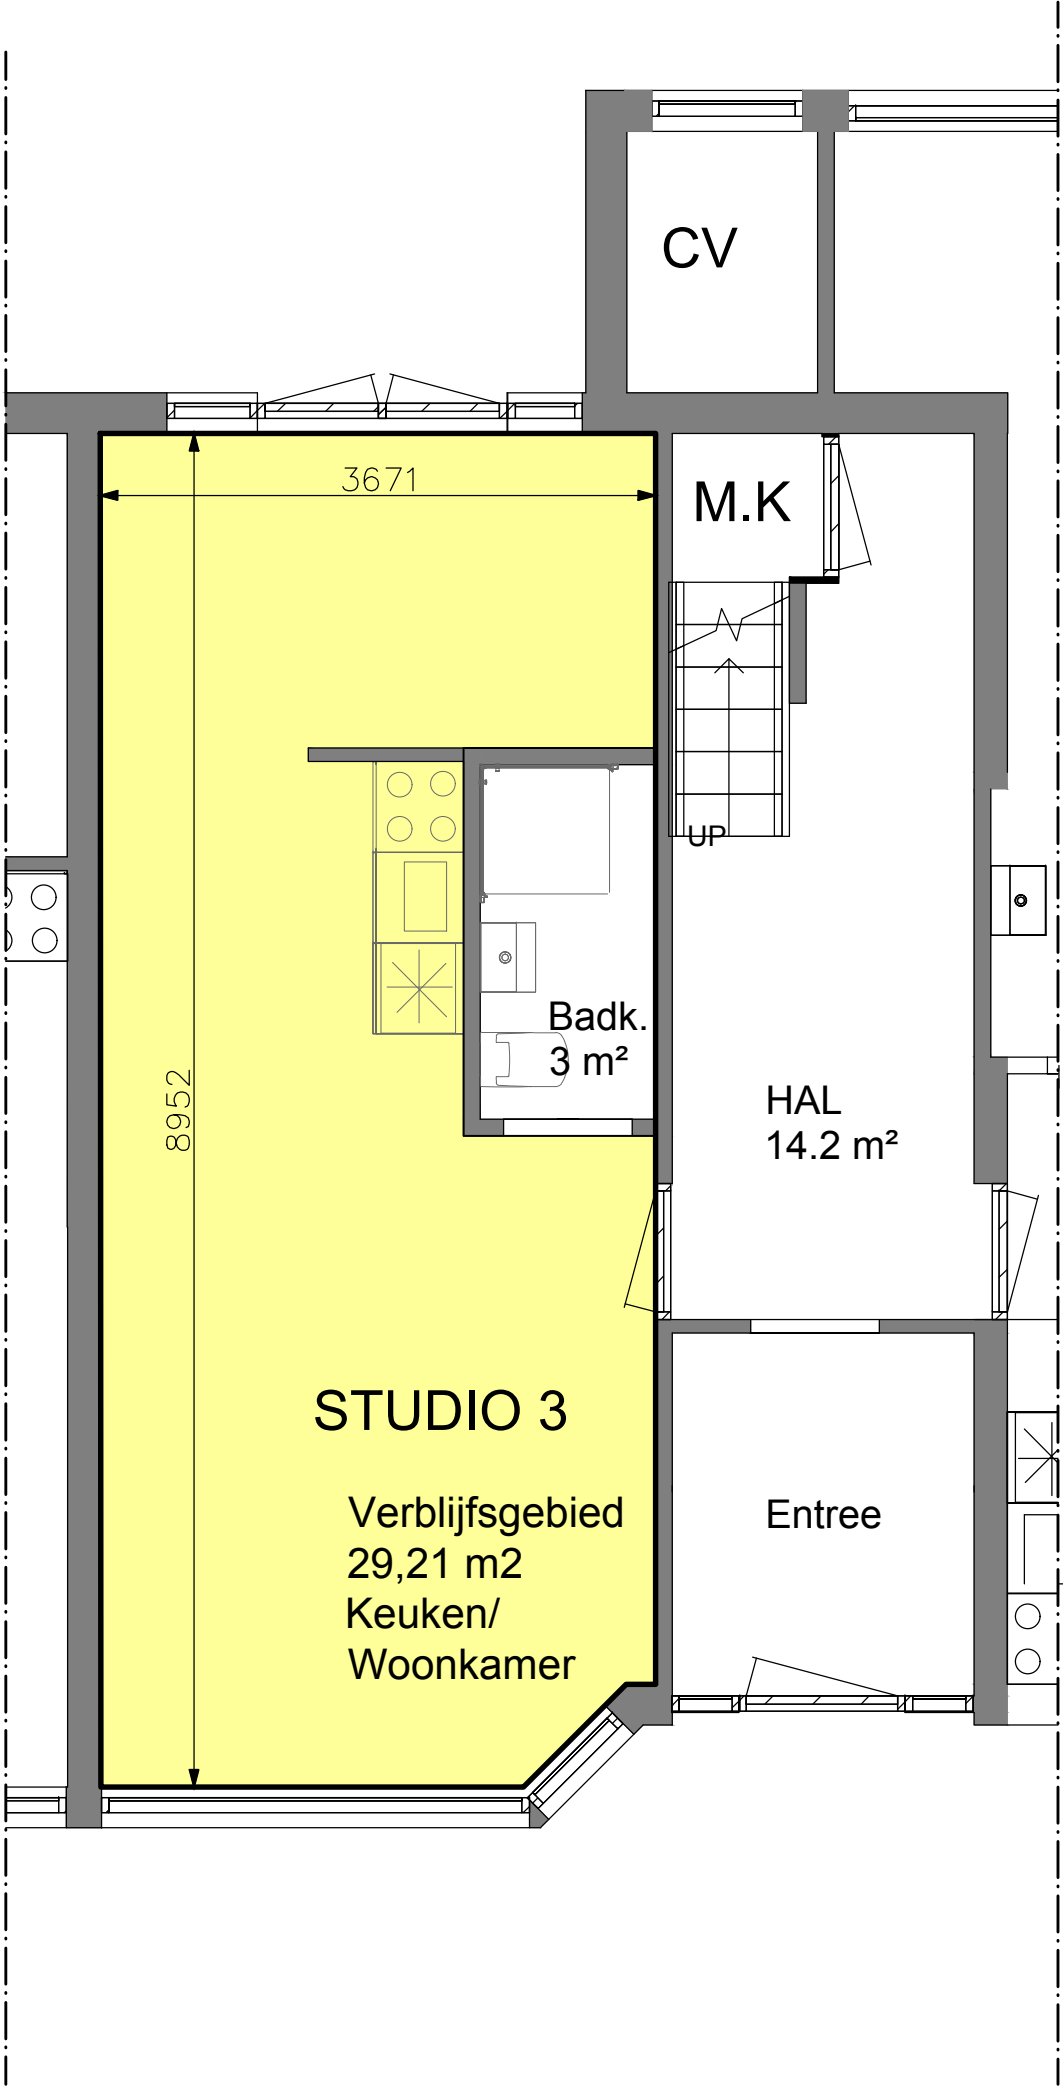 CV
3671
M.K
UP
8952
Badk.
3 m²
HAL
14.2 m²
STUDIO 3
Verblijfsgebied
29,21 m2
Keuken/
Woonkamer
Entree